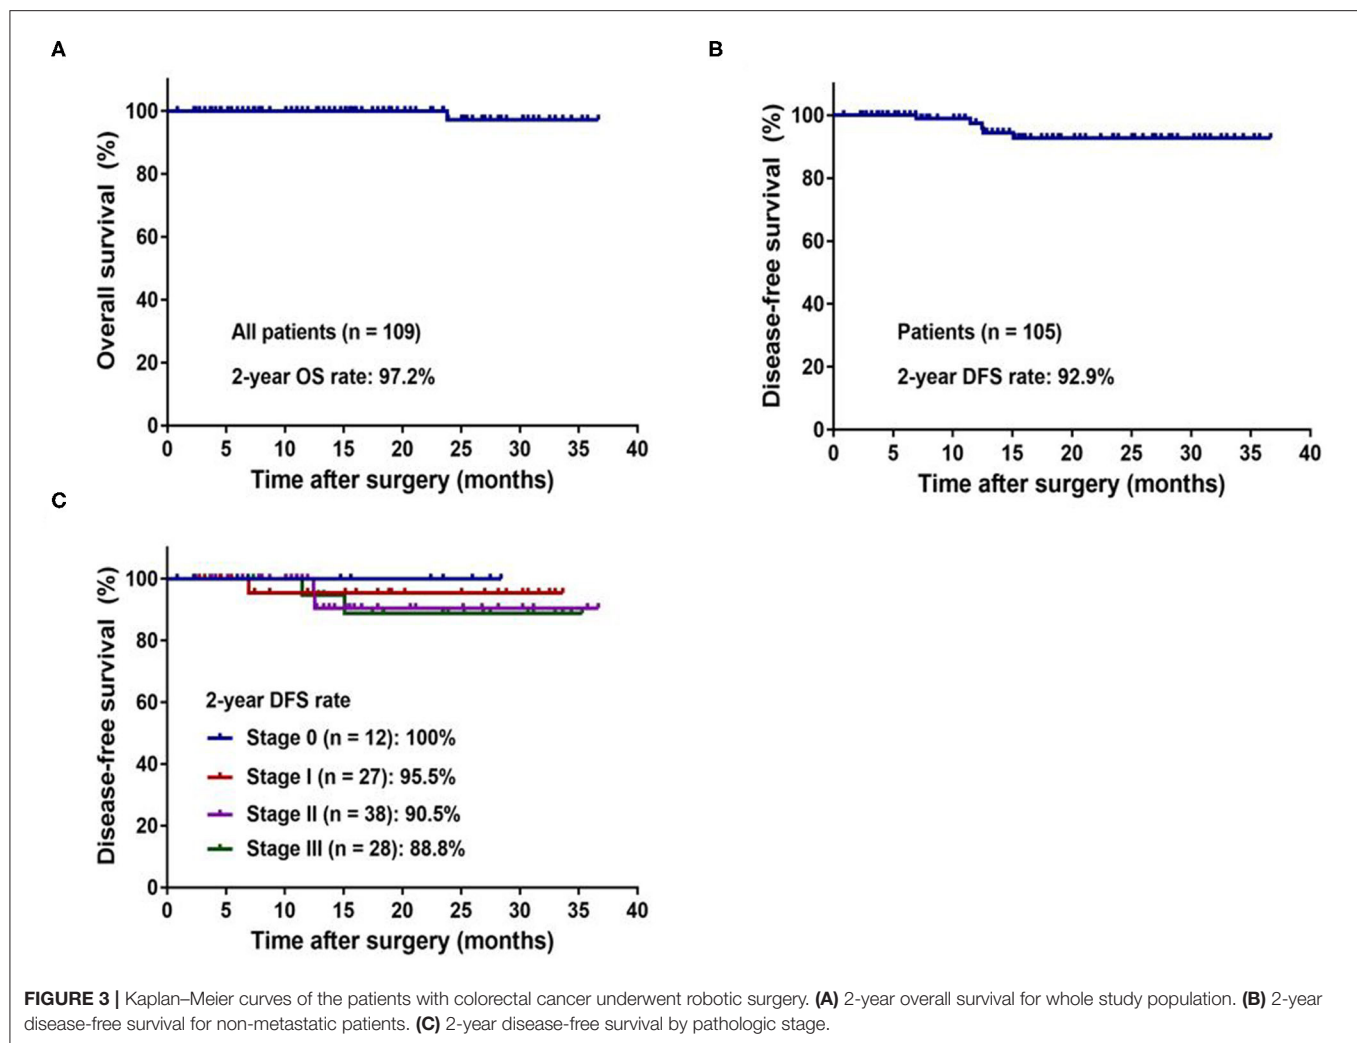 A
Overall survival (%)
100
80
60
40
20
0
All patients (n = 109)
2-year OS rate: 97.2%
0 5 10 15 20 25 30 35 40
Time after surgery (months)
B
Disease-free survival (%)
100
80
60
40
20
0
Patients (n = 105)
2-year DFS rate: 92.9%
0 5 10 15 20 25 30 35 40
Time after surgery (months)
C
Disease-free survival (%)
100
80
60
40
20
0
2-year DFS rate
Stage 0 (n = 12): 100%
Stage I (n = 27): 95.5%
Stage II (n = 38): 90.5%
Stage III (n = 28): 88.8%
0 5 10 15 20 25 30 35 40
Time after surgery (months)
FIGURE 3 | Kaplan–Meier curves of the patients with colorectal cancer underwent robotic surgery. (A) 2-year overall survival for whole study population. (B) 2-year
disease-free survival for non-metastatic patients. (C) 2-year disease-free survival by pathologic stage.